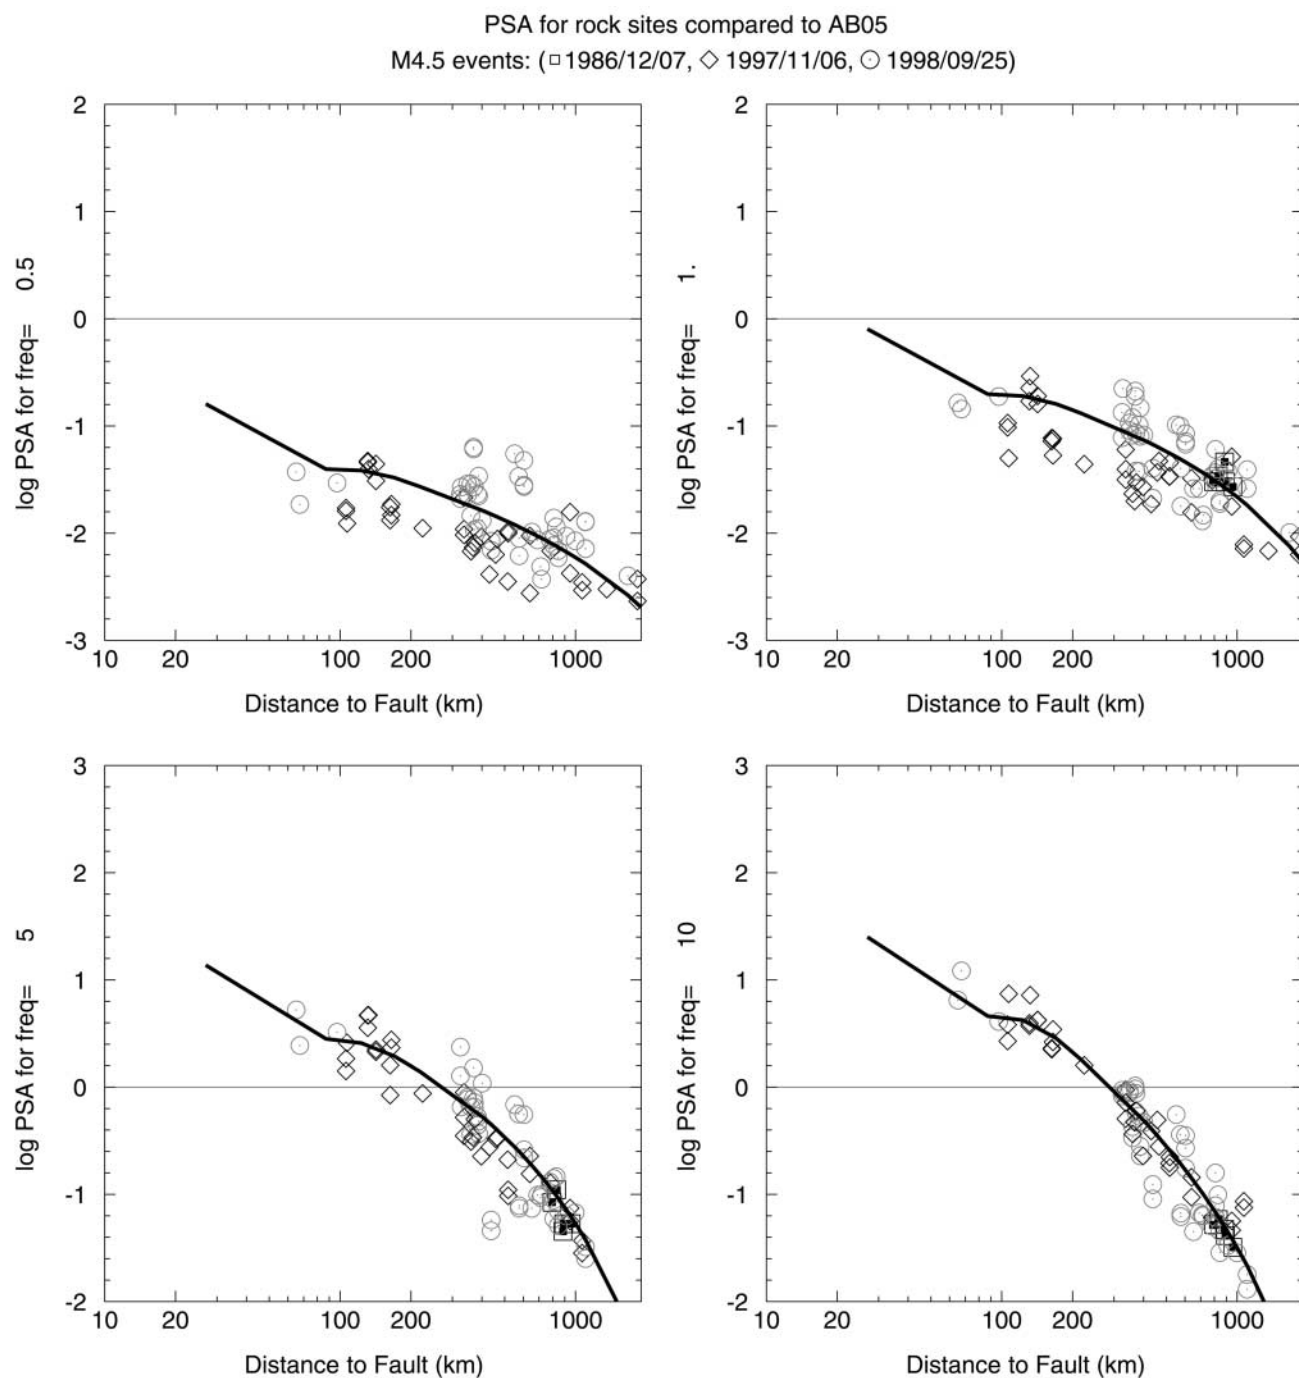 PSA for rock sites compared to AB05
M4.5 events: (□ 1986/12/07, ◇ 1997/11/06, ⊙ 1998/09/25)
log PSA for freq= 0.5
2
1
0
-1
-2
-3
10 20 100 200 1000
Distance to Fault (km)
log PSA for freq= 1.
2
1
0
-1
-2
-3
10 20 100 200 1000
Distance to Fault (km)
log PSA for freq= 5
3
2
1
0
-1
-2
10 20 100 200 1000
Distance to Fault (km)
log PSA for freq= 10
3
2
1
0
-1
-2
10 20 100 200 1000
Distance to Fault (km)